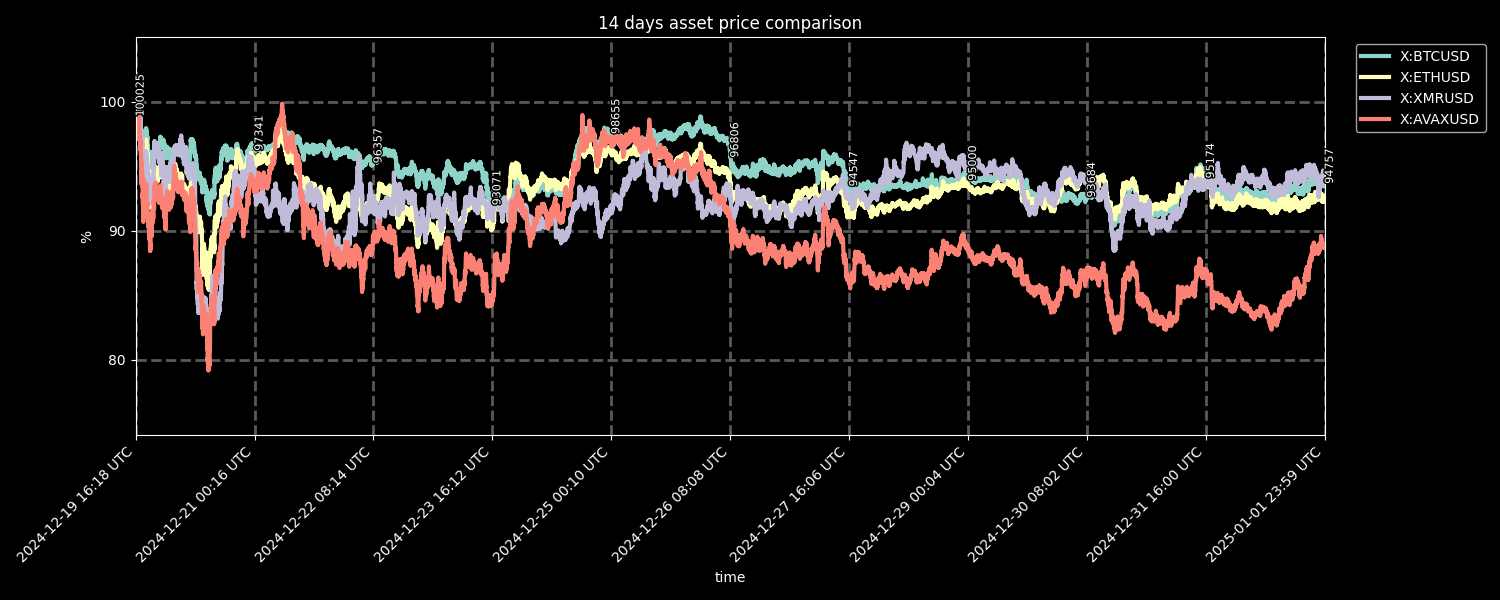 14 days asset price comparison
X:BTCUSD
X:ETHUSD
X:XMRUSD
X:AVAXUSD
100
90
80
%
100025
97341
96357
93071
98655
96806
94547
95000
93684
95174
94757
2024-12-19 16:18 UTC
2024-12-21 00:16 UTC
2024-12-22 08:14 UTC
2024-12-23 16:12 UTC
2024-12-25 00:10 UTC
2024-12-26 08:08 UTC
2024-12-27 16:06 UTC
2024-12-29 00:04 UTC
2024-12-30 08:02 UTC
2024-12-31 16:00 UTC
2025-01-01 23:59 UTC
time